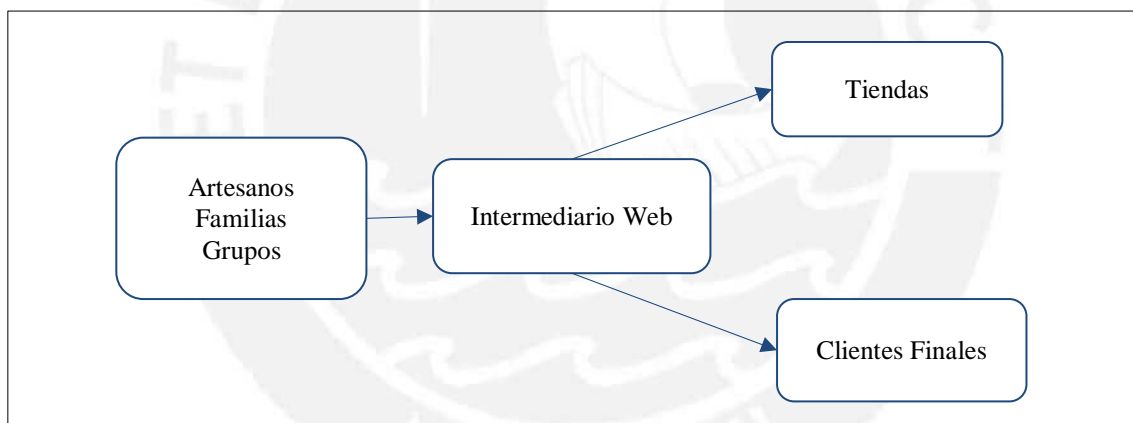 Tiendas
Artesanos
Familias
Grupos
Intermediario Web
Clientes Finales